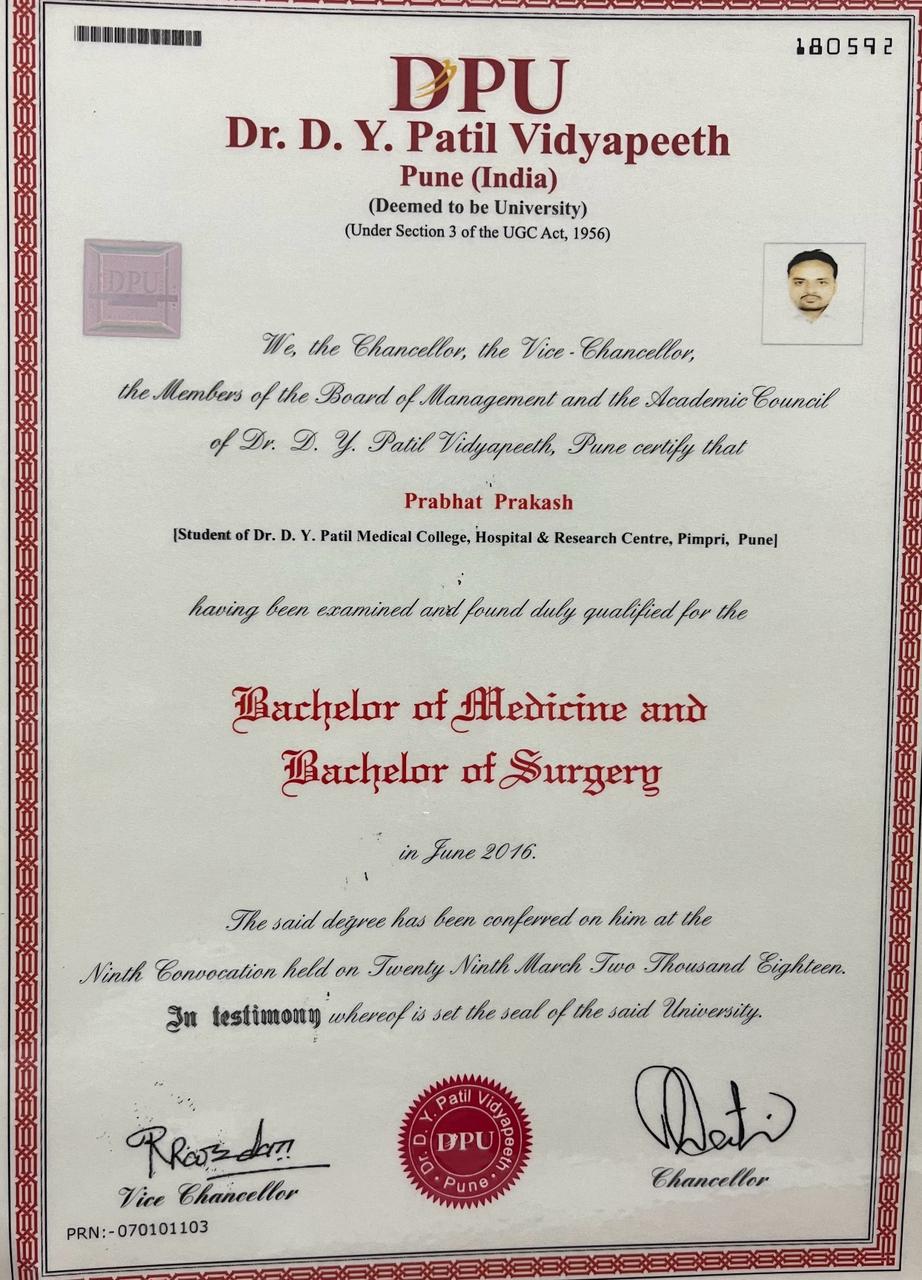 180592
DPU
Dr. D. Y. Patil Vidyapeeth
Pune (India)
(Deemed to be University)
(Under Section 3 of the UGC Act, 1956)
DPU
We, the Chancellor, the Vice-Chancellor,
the Members of the Board of Management and the Academic Council
of Dr. D. Y. Patil Vidyapeeth, Pune certify that
Prabhat Prakash
[Student of Dr. D. Y. Patil Medical College, Hospital & Research Centre, Pimpri, Pune]
having been examined and found duly qualified for the
Bachelor of Medicine and
Bachelor of Surgery
in June 2016.
The said degree has been conferred on him at the
Ninth Convocation held on Twenty Ninth March Two Thousand Eighteen.
In testimony whereof is set the seal of the said University.
Dr. D. Y. Patil Vidyapeeth
DPU
Pune
Vice Chancellor
Chancellor
PRN:-070101103